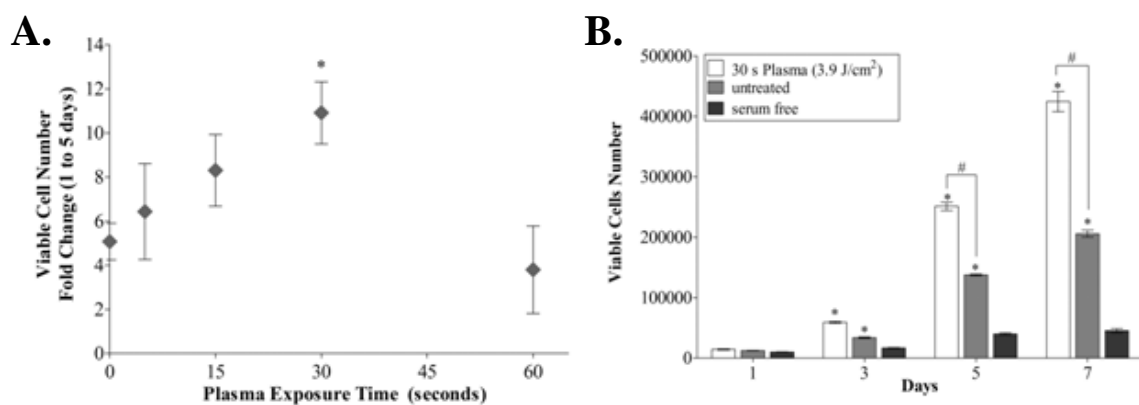 A.
14
12
10
8
6
4
2
0
*
0 15 30 45 60
Viable Cell Number
Fold Change (1 to 5 days)
Plasma Exposure Time (seconds)
B.
500000
400000
300000
200000
100000
0
30 s Plasma (3.9 J/cm²)
untreated
serum free
* *
* # *
* # *
1 3 5 7
Viable Cells Number
Days